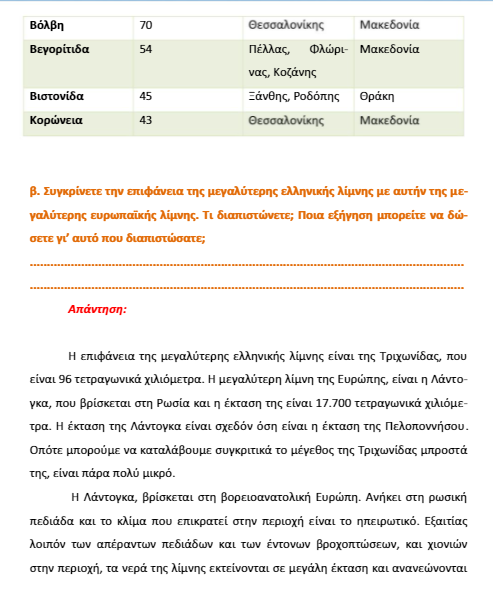 Βόλβη 70 Θεσσαλονίκης Μακεδονία
Βεγορίτιδα 54 Πέλλας, Φλώρι- Μακεδονία
νας, Κοζάνης
Βιστονίδα 45 Ξάνθης, Ροδόπης Θράκη
Κορώνεια 43 Θεσσαλονίκης Μακεδονία
β. Συγκρίνετε την επιφάνεια της μεγαλύτερης ελληνικής λίμνης με αυτήν της με-
γαλύτερης ευρωπαϊκής λίμνης. Τι διαπιστώνετε; Ποια εξήγηση μπορείτε να δώ-
σετε γι’ αυτό που διαπιστώσατε;
Απάντηση:
Η επιφάνεια της μεγαλύτερης ελληνικής λίμνης είναι της Τριχωνίδας, που
είναι 96 τετραγωνικά χιλιόμετρα. Η μεγαλύτερη λίμνη της Ευρώπης, είναι η Λάντο-
γκα, που βρίσκεται στη Ρωσία και η έκταση της είναι 17.700 τετραγωνικά χιλιόμε-
τρα. Η έκταση της Λάντογκα είναι σχεδόν όση είναι η έκταση της Πελοποννήσου.
Οπότε μπορούμε να καταλάβουμε συγκριτικά το μέγεθος της Τριχωνίδας μπροστά
της, είναι πάρα πολύ μικρό.
Η Λάντογκα, βρίσκεται στη βορειοανατολική Ευρώπη. Ανήκει στη ρωσική
πεδιάδα και το κλίμα που επικρατεί στην περιοχή είναι το ηπειρωτικό. Εξαιτίας
λοιπόν των απέραντων πεδιάδων και των έντονων βροχοπτώσεων, και χιονιών
στην περιοχή, τα νερά της λίμνης εκτείνονται σε μεγάλη έκταση και ανανεώνονται